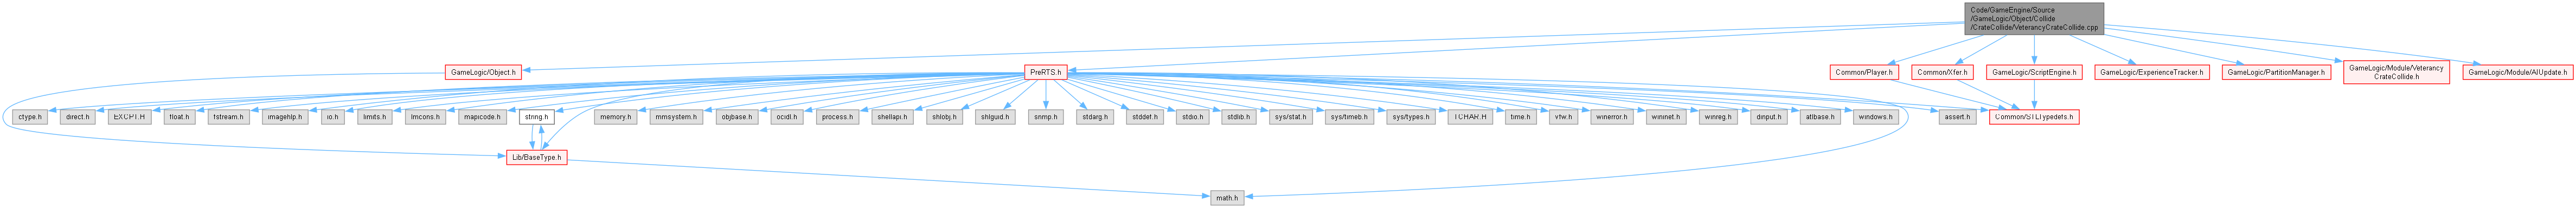 Code/GameEngine/Source
/GameLogic/Object/Collide
/CrateCollide/VeterancyCrateCollide.cpp
GameLogic/Object.h
PreRTS.h
Common/Player.h
Common/Xfer.h
GameLogic/ScriptEngine.h
GameLogic/ExperienceTracker.h
GameLogic/PartitionManager.h
GameLogic/Module/Veterancy
CrateCollide.h
GameLogic/Module/AIUpdate.h
ctype.h
direct.h
EXCPT.H
float.h
fstream.h
imagehlp.h
io.h
limits.h
lmcons.h
mapicode.h
string.h
memory.h
mmsystem.h
objbase.h
ocidl.h
process.h
shellapi.h
shlobj.h
shlguid.h
snmp.h
stdarg.h
stddef.h
stdio.h
stdlib.h
sys/stat.h
sys/timeb.h
sys/types.h
TCHAR.H
time.h
vfw.h
winerror.h
wininet.h
winreg.h
dinput.h
atlbase.h
windows.h
assert.h
Common/STLTypedefs.h
Lib/BaseType.h
math.h